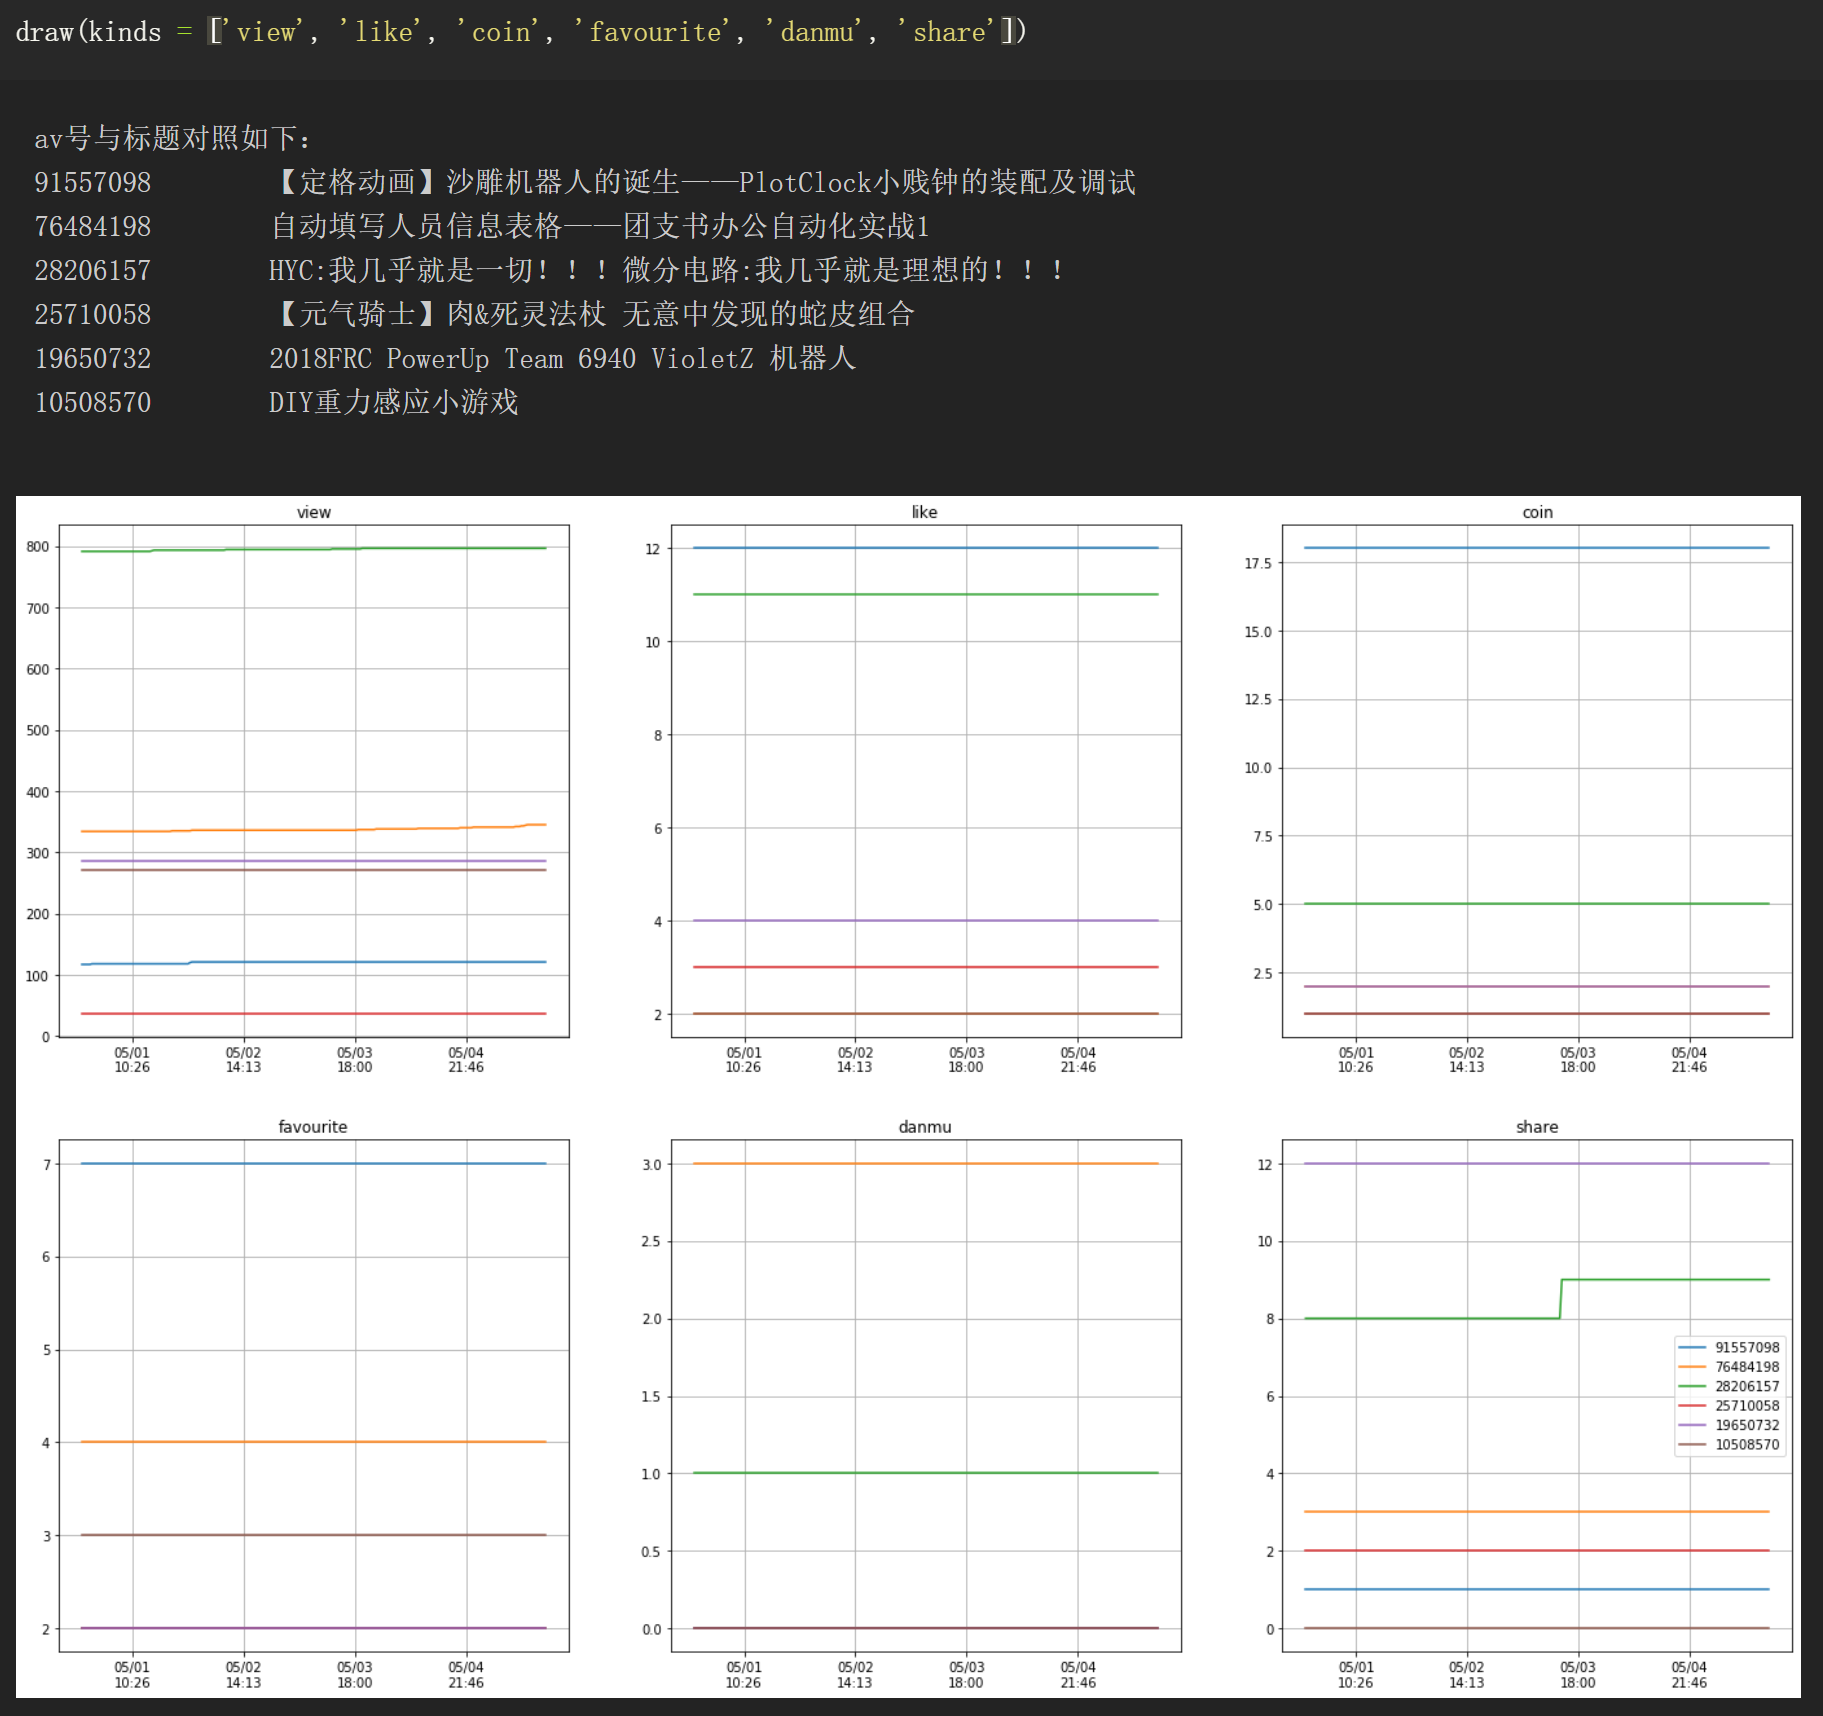 draw(kinds = ['view', 'like', 'coin', 'favourite', 'danmu', 'share'])
av号与标题对照如下:
91557098 【定格动画】沙雕机器人的诞生——PlotClock小贱钟的装配及调试
76484198 自动填写人员信息表格——团支书办公自动化实战1
28206157 HYC:我几乎就是一切!!!微分电路:我几乎就是理想的!!!
25710058 【元气骑士】肉&死灵法杖 无意中发现的蛇皮组合
19650732 2018FRC PowerUp Team 6940 VioletZ 机器人
10508570 DIY重力感应小游戏
view
800
700
600
500
400
300
200
100
0
05/01 05/02 05/03 05/04
10:26 14:13 18:00 21:46
like
12
10
8
6
4
2
05/01 05/02 05/03 05/04
10:26 14:13 18:00 21:46
coin
17.5
15.0
12.5
10.0
7.5
5.0
2.5
05/01 05/02 05/03 05/04
10:26 14:13 18:00 21:46
favourite
7
6
5
4
3
2
05/01 05/02 05/03 05/04
10:26 14:13 18:00 21:46
danmu
3.0
2.5
2.0
1.5
1.0
0.5
0.0
05/01 05/02 05/03 05/04
10:26 14:13 18:00 21:46
share
12
10
8
6
4
2
0
91557098
76484198
28206157
25710058
19650732
10508570
05/01 05/02 05/03 05/04
10:26 14:13 18:00 21:46